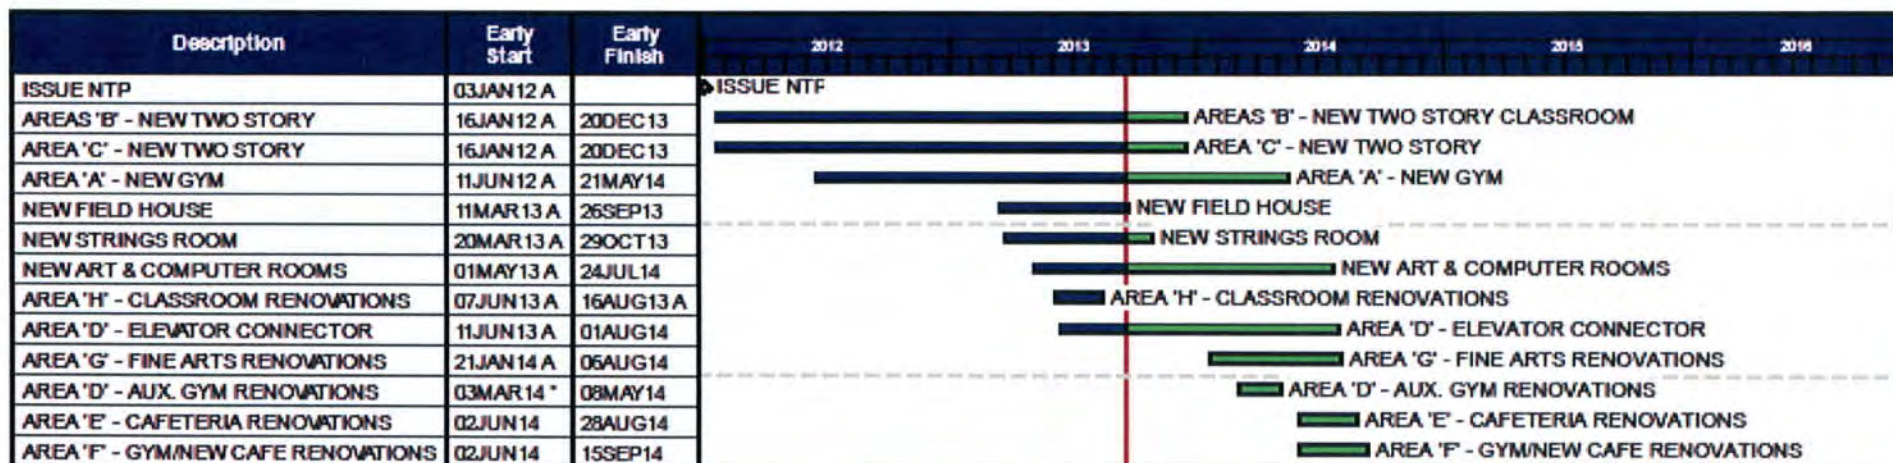 Description Early Start Early Finish 2012 2013 2014 2015 2016
ISSUE NTP 03JAN12 A ISSUE NTP
AREAS 'B' - NEW TWO STORY 16JAN12 A 20DEC13 AREAS 'B' - NEW TWO STORY CLASSROOM
AREA 'C' - NEW TWO STORY 16JAN12 A 20DEC13 AREA 'C' - NEW TWO STORY
AREA 'A' - NEW GYM 11JUN12 A 21MAY14 AREA 'A' - NEW GYM
NEW FIELD HOUSE 11MAR13 A 26SEP13 NEW FIELD HOUSE
NEW STRINGS ROOM 20MAR13 A 29OCT13 NEW STRINGS ROOM
NEW ART & COMPUTER ROOMS 01MAY13 A 24JUL14 NEW ART & COMPUTER ROOMS
AREA 'H' - CLASSROOM RENOVATIONS 07JUN13 A 16AUG13 A AREA 'H' - CLASSROOM RENOVATIONS
AREA 'D' - ELEVATOR CONNECTOR 11JUN13 A 01AUG14 AREA 'D' - ELEVATOR CONNECTOR
AREA 'G' - FINE ARTS RENOVATIONS 21JAN14 A 06AUG14 AREA 'G' - FINE ARTS RENOVATIONS
AREA 'D' - AUX. GYM RENOVATIONS 03MAR14 * 08MAY14 AREA 'D' - AUX. GYM RENOVATIONS
AREA 'E' - CAFETERIA RENOVATIONS 02JUN14 28AUG14 AREA 'E' - CAFETERIA RENOVATIONS
AREA 'F' - GYM/NEW CAFE RENOVATIONS 02JUN14 15SEP14 AREA 'F' - GYM/NEW CAFE RENOVATIONS